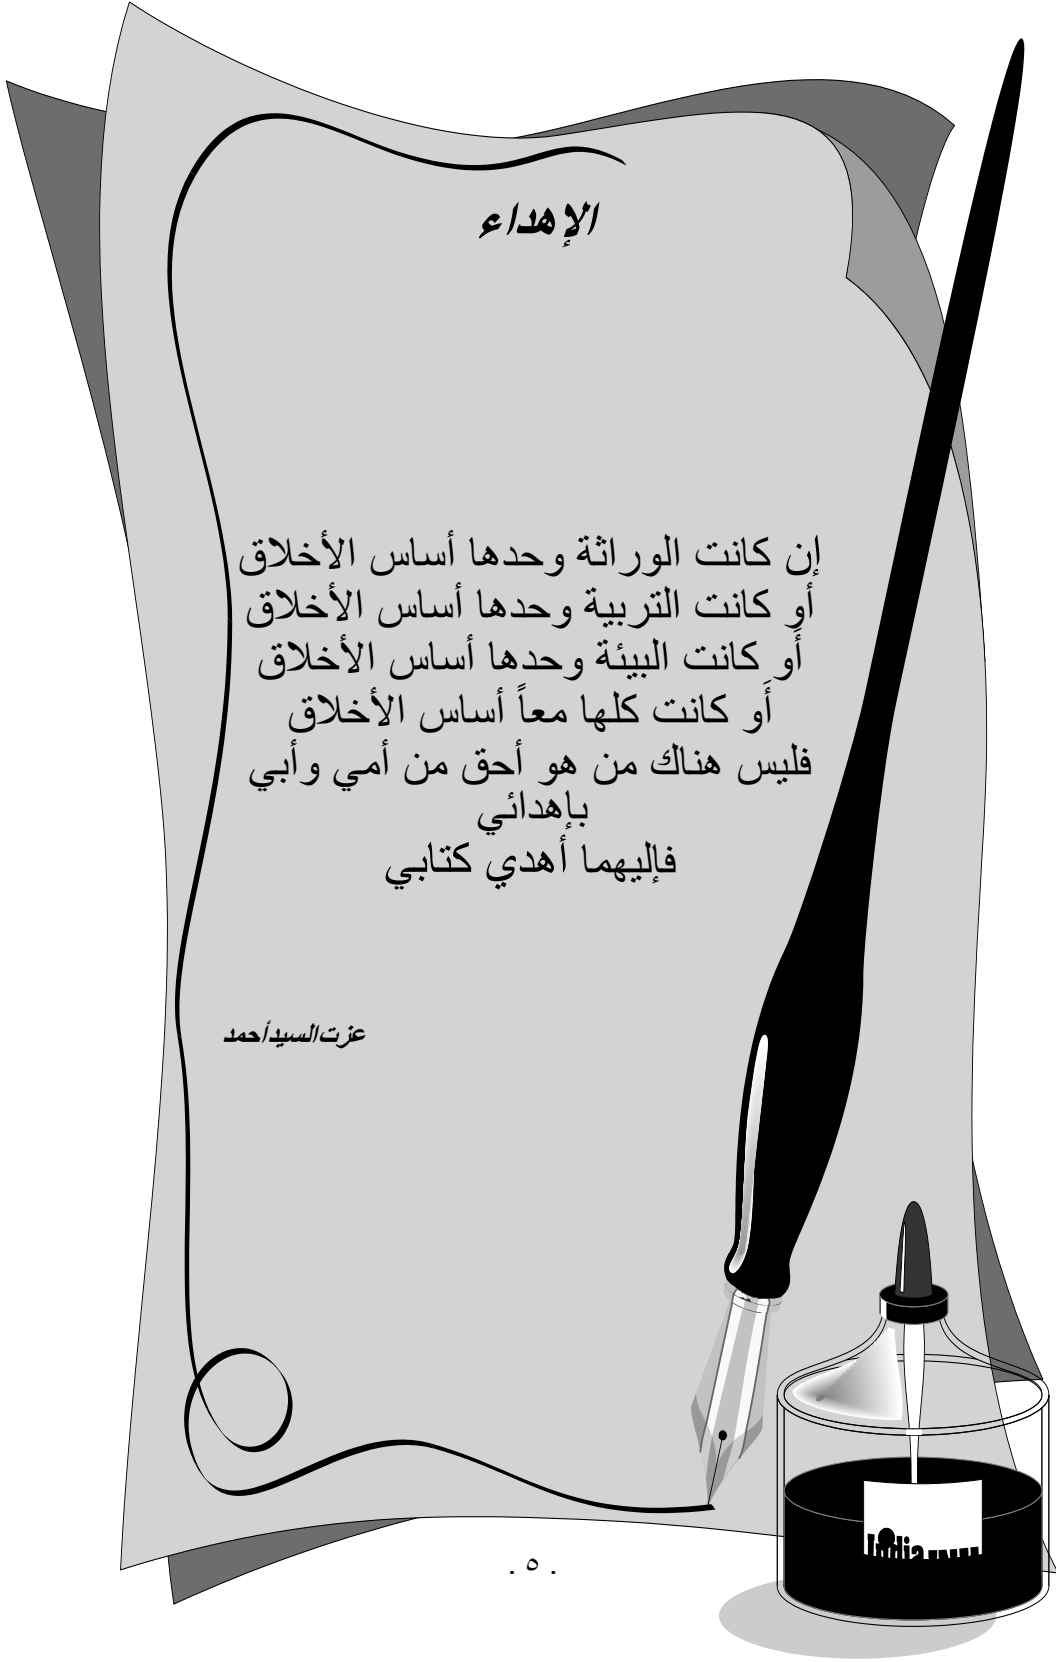 الإهداء
إن كانت الوراثة وحدها أساس الأخلاق
أو كانت التربية وحدها أساس الأخلاق
أَو كانت البيئة وحدها أساس الأخلاق
أَو كانت كلها معاً أساس الأخلاق
فليس هناك من هو أحق من أمي وأبي
بإهدائي
فإليهما أهدي كتابي
عزت السيد أحمد
. ٥ .